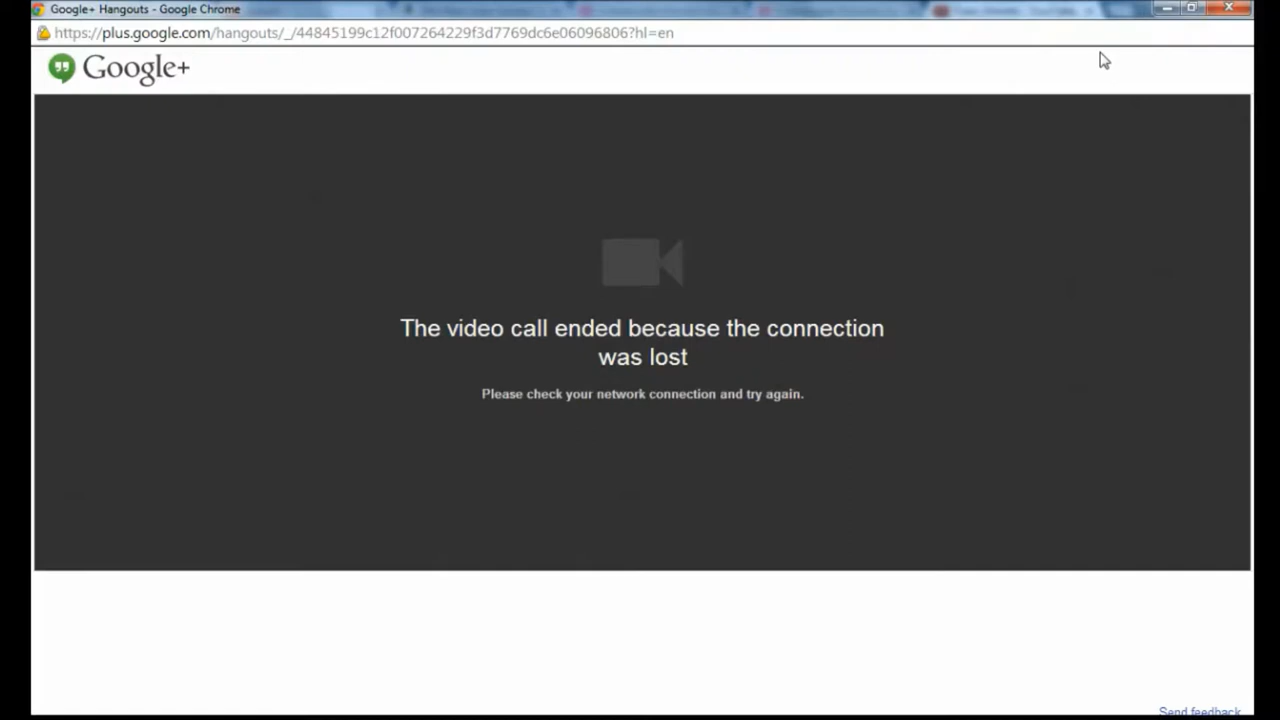 Google+ Hangouts - Google Chrome
https://plus.google.com/hangouts/_/44845199c12f007264229f3d7769dc6e06096806?hl=en
Google+
The video call ended because the connection
was lost
Please check your network connection and try again.
Send feedback